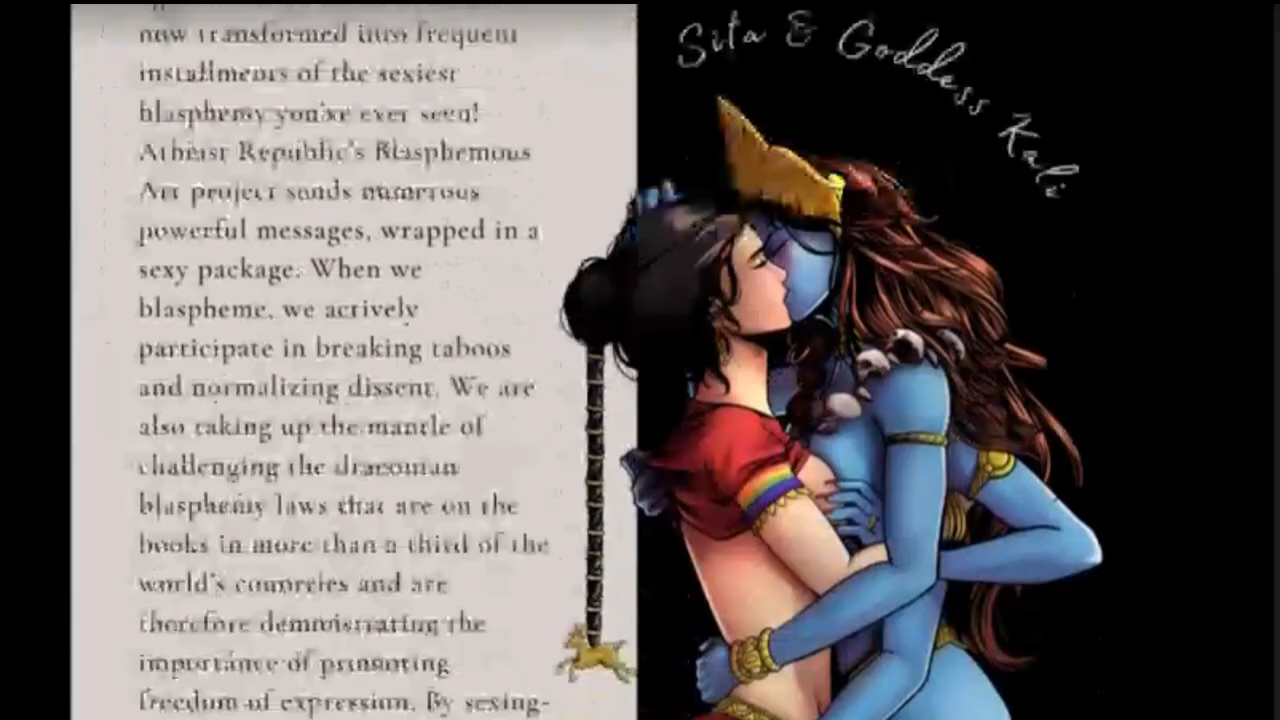 now transformed into frequent
installments of the sexiest
blasphemy you've ever seen!
Atheist Republic's Blasphemous
Art project sends numerous
powerful messages, wrapped in a
sexy package. When we
blaspheme, we actively
participate in breaking taboos
and normalizing dissent. We are
also taking up the mantle of
challenging the draconian
blasphemy laws that are on the
books in more than a third of the
world's countries and are
therefore demonstrating the
importance of promoting
freedom of expression. By sexing-
Sita & Goddess Kali